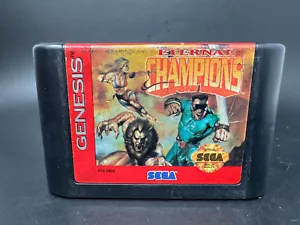 GENESIS
ETERNAL
CHAMPIONS
SEGA
SEGA